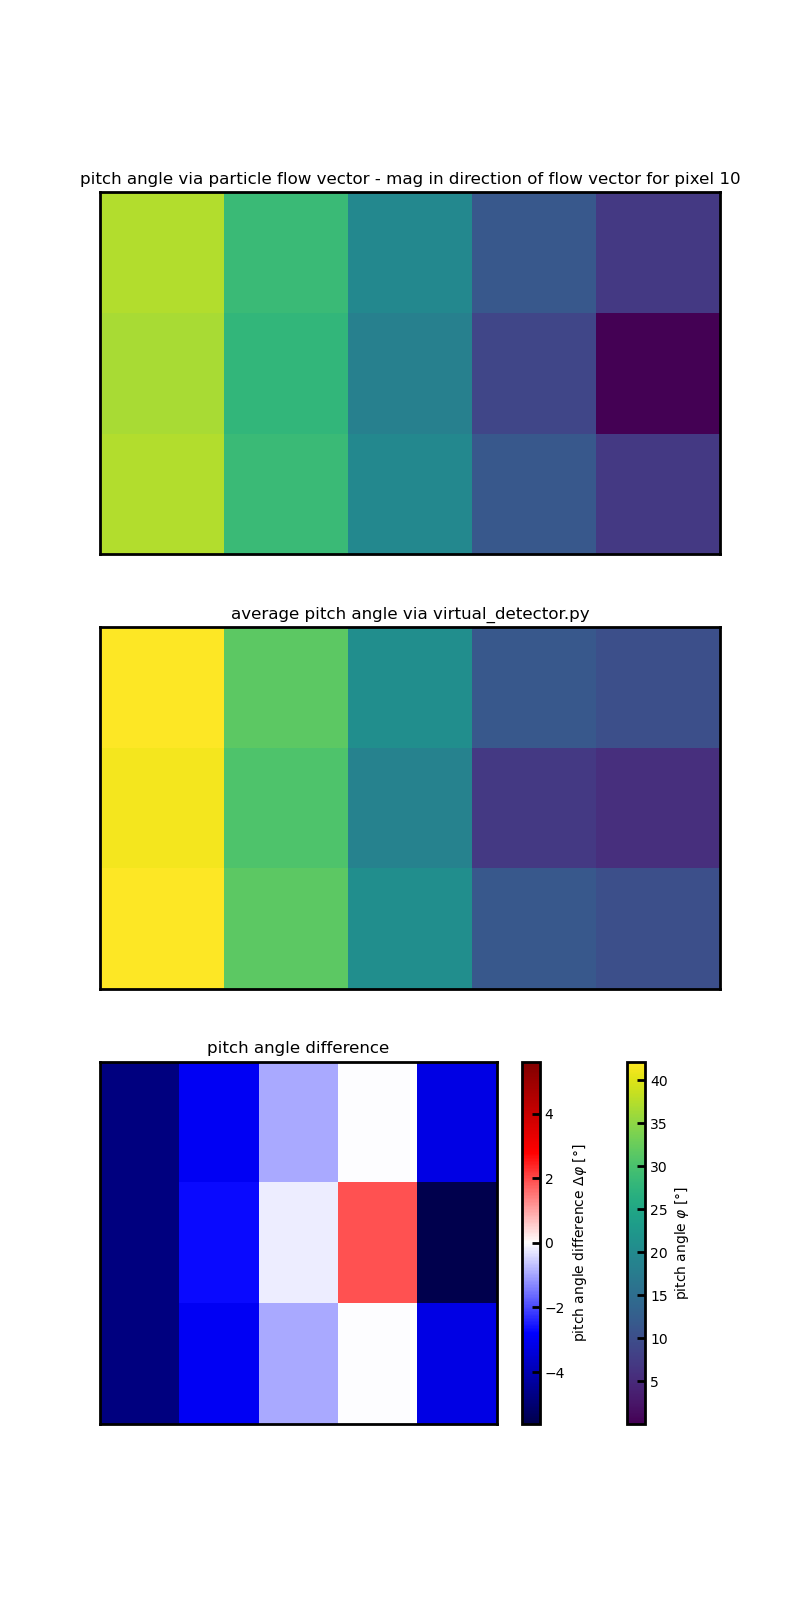 pitch angle via particle flow vector - mag in direction of flow vector for pixel 10
average pitch angle via virtual_detector.py
pitch angle difference
4
2
0
−2
−4
pitch angle difference Δφ [°]
40
35
30
25
20
15
10
5
pitch angle φ [°]